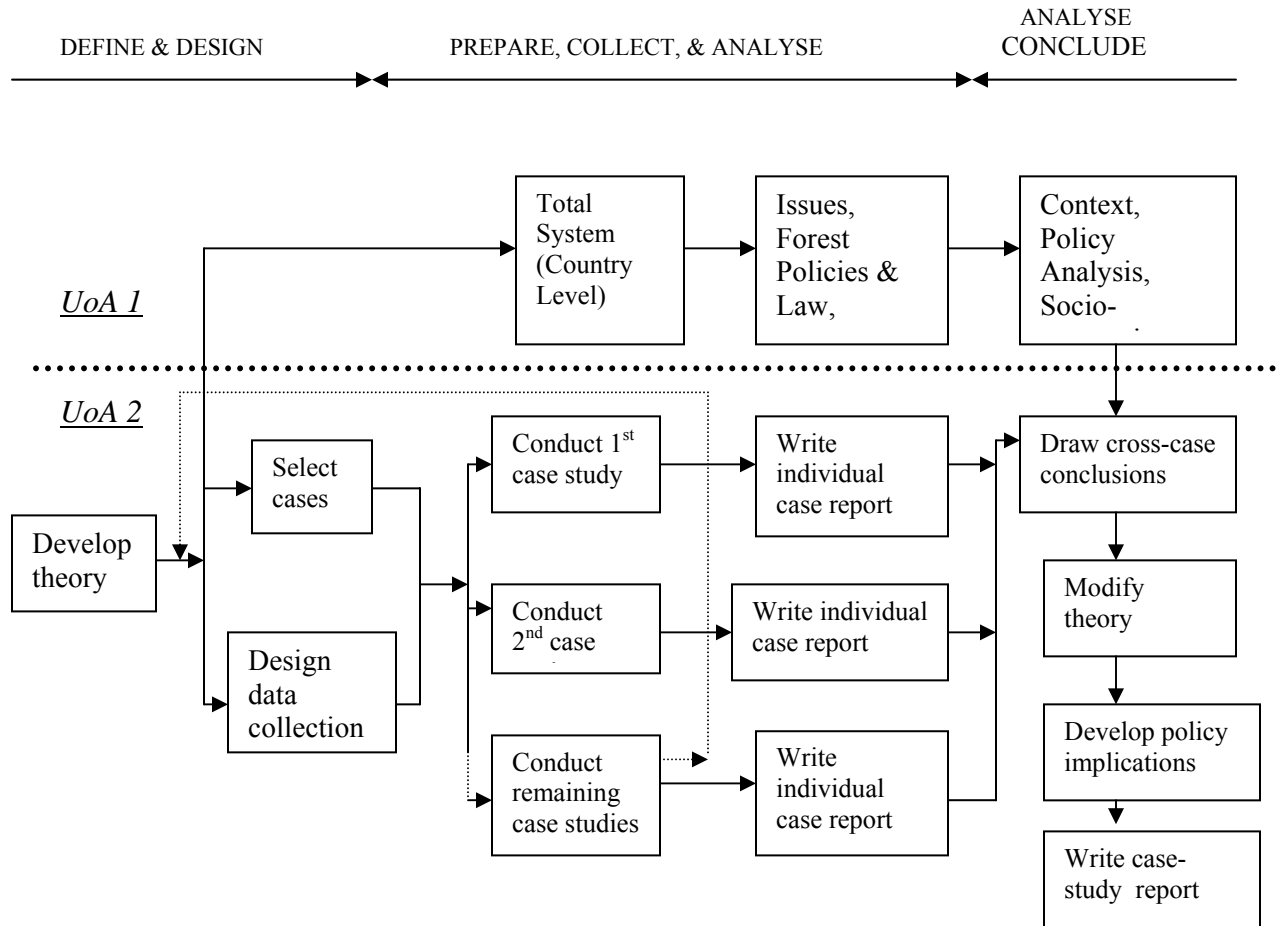 DEFINE & DESIGN
PREPARE, COLLECT, & ANALYSE
ANALYSE
CONCLUDE
Total
System
(Country
Level)
Issues,
Forest
Policies &
Law,
Context,
Policy
Analysis,
Socio-
UoA 1
UoA 2
Develop
theory
Select
cases
Design
data
collection
Conduct 1st
case study
Conduct
2nd case
Conduct
remaining
case studies
Write
individual
case report
Write individual
case report
Write
individual
case report
Draw cross-case
conclusions
Modify
theory
Develop policy
implications
Write case-
study report